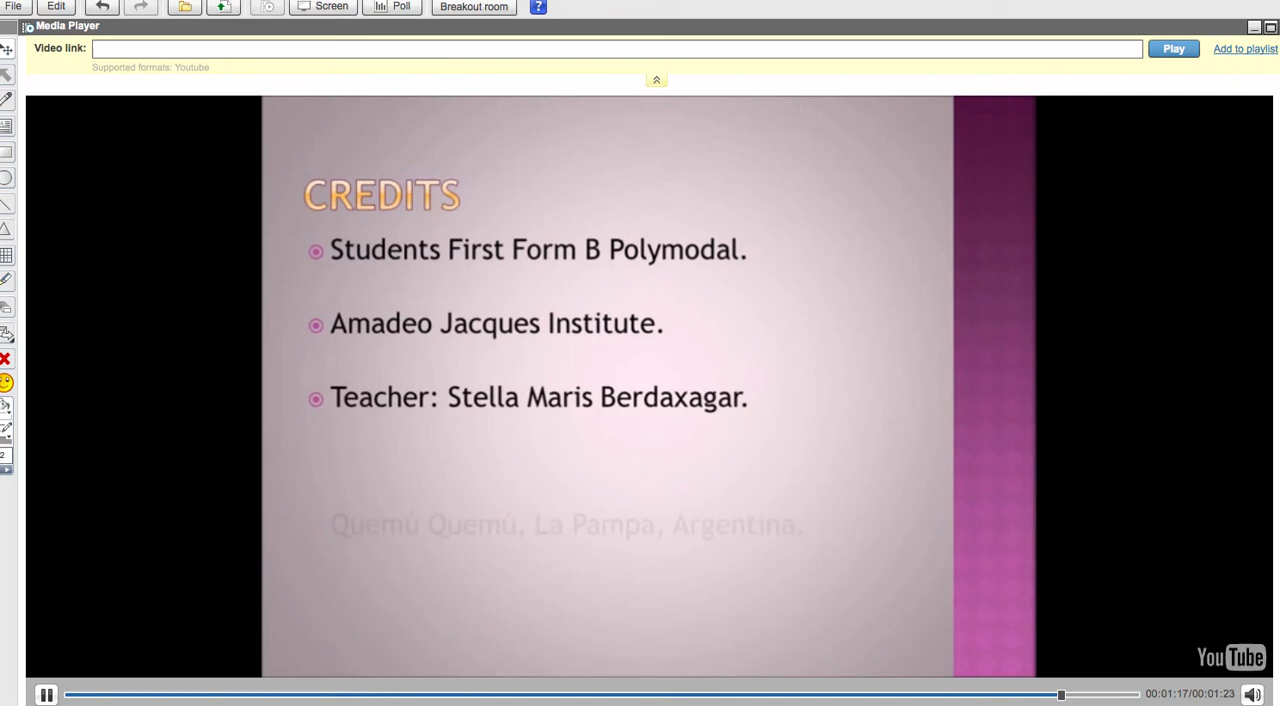 File Edit Screen Poll Breakout room ?
Media Player
Video link: Play Add to playlist
Supported formats: Youtube
CREDITS
Students First Form B Polymodal.
Amadeo Jacques Institute.
Teacher: Stella Maris Berdaxagar.
Quemú Quemú, La Pampa, Argentina.
YouTube
2
00:01:17/00:01:23